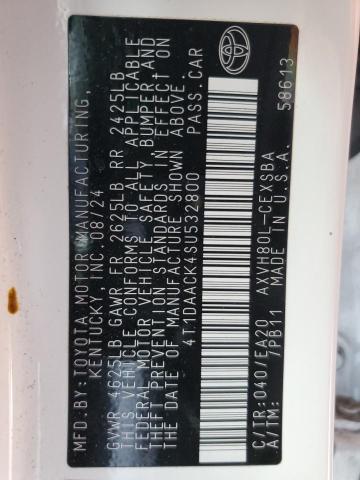 MFD.BY:TOYOTA MOTOR MANUFACTURING,
KENTUCKY, INC.08/24
GVWR 4625LB GAWR FR 2625LB RR 2425LB
THIS VEHICLE CONFORMS TO ALL APPLICABLE
FEDERAL MOTOR VEHICLE SAFETY, BUMPER,AND
THEFT PREVENTION STANDARDS IN EFFECT ON
THE DATE OF MANUFACTURE SHOWN ABOVE.
4T1DAACK4SU532800 PASS.CAR
C/TR:040/EA20 AXVH80L-CEXSBA
A/TM: /PB11 MADE IN U.S.A.
58613